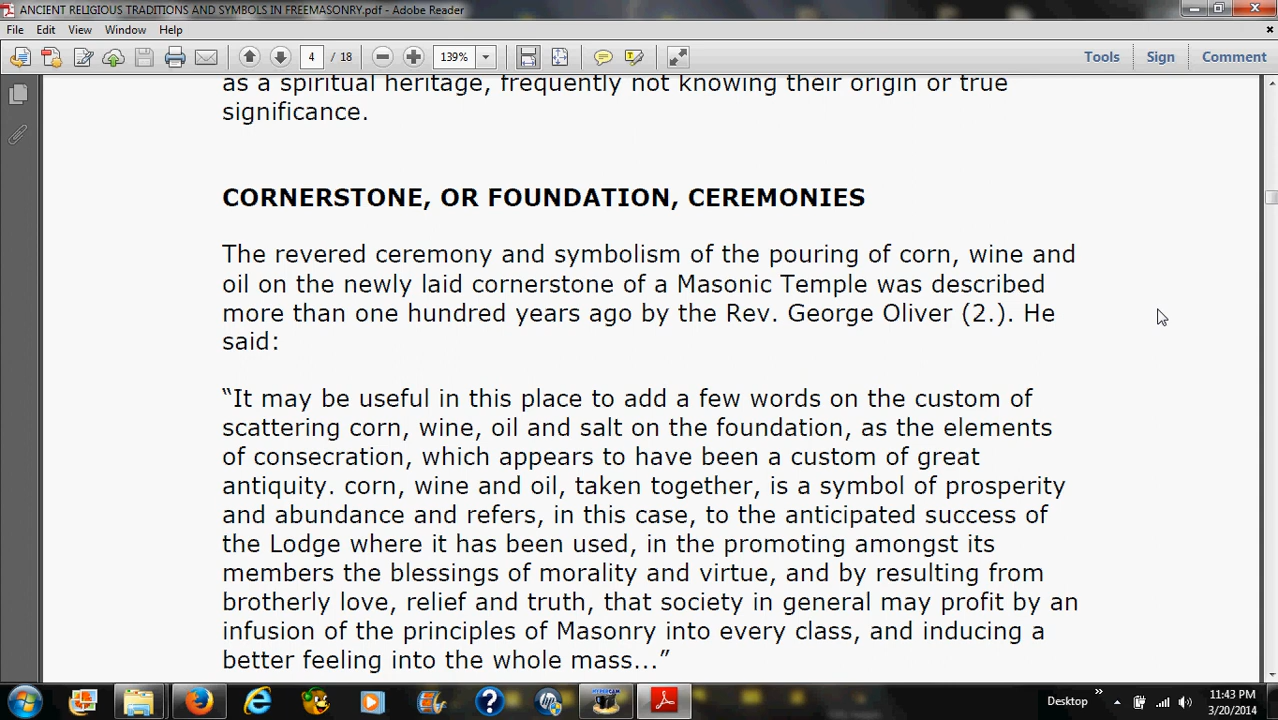 ANCIENT RELIGIOUS TRADITIONS AND SYMBOLS IN FREEMASONRY.pdf - Adobe Reader
File Edit View Window Help
4 / 18 139% Tools Sign Comment
as a spiritual heritage, frequently not knowing their origin or true
significance.
CORNERSTONE, OR FOUNDATION, CEREMONIES
The revered ceremony and symbolism of the pouring of corn, wine and
oil on the newly laid cornerstone of a Masonic Temple was described
more than one hundred years ago by the Rev. George Oliver (2.). He
said:
“It may be useful in this place to add a few words on the custom of
scattering corn, wine, oil and salt on the foundation, as the elements
of consecration, which appears to have been a custom of great
antiquity. corn, wine and oil, taken together, is a symbol of prosperity
and abundance and refers, in this case, to the anticipated success of
the Lodge where it has been used, in the promoting amongst its
members the blessings of morality and virtue, and by resulting from
brotherly love, relief and truth, that society in general may profit by an
infusion of the principles of Masonry into every class, and inducing a
better feeling into the whole mass...”
Desktop 11:43 PM
3/20/2014